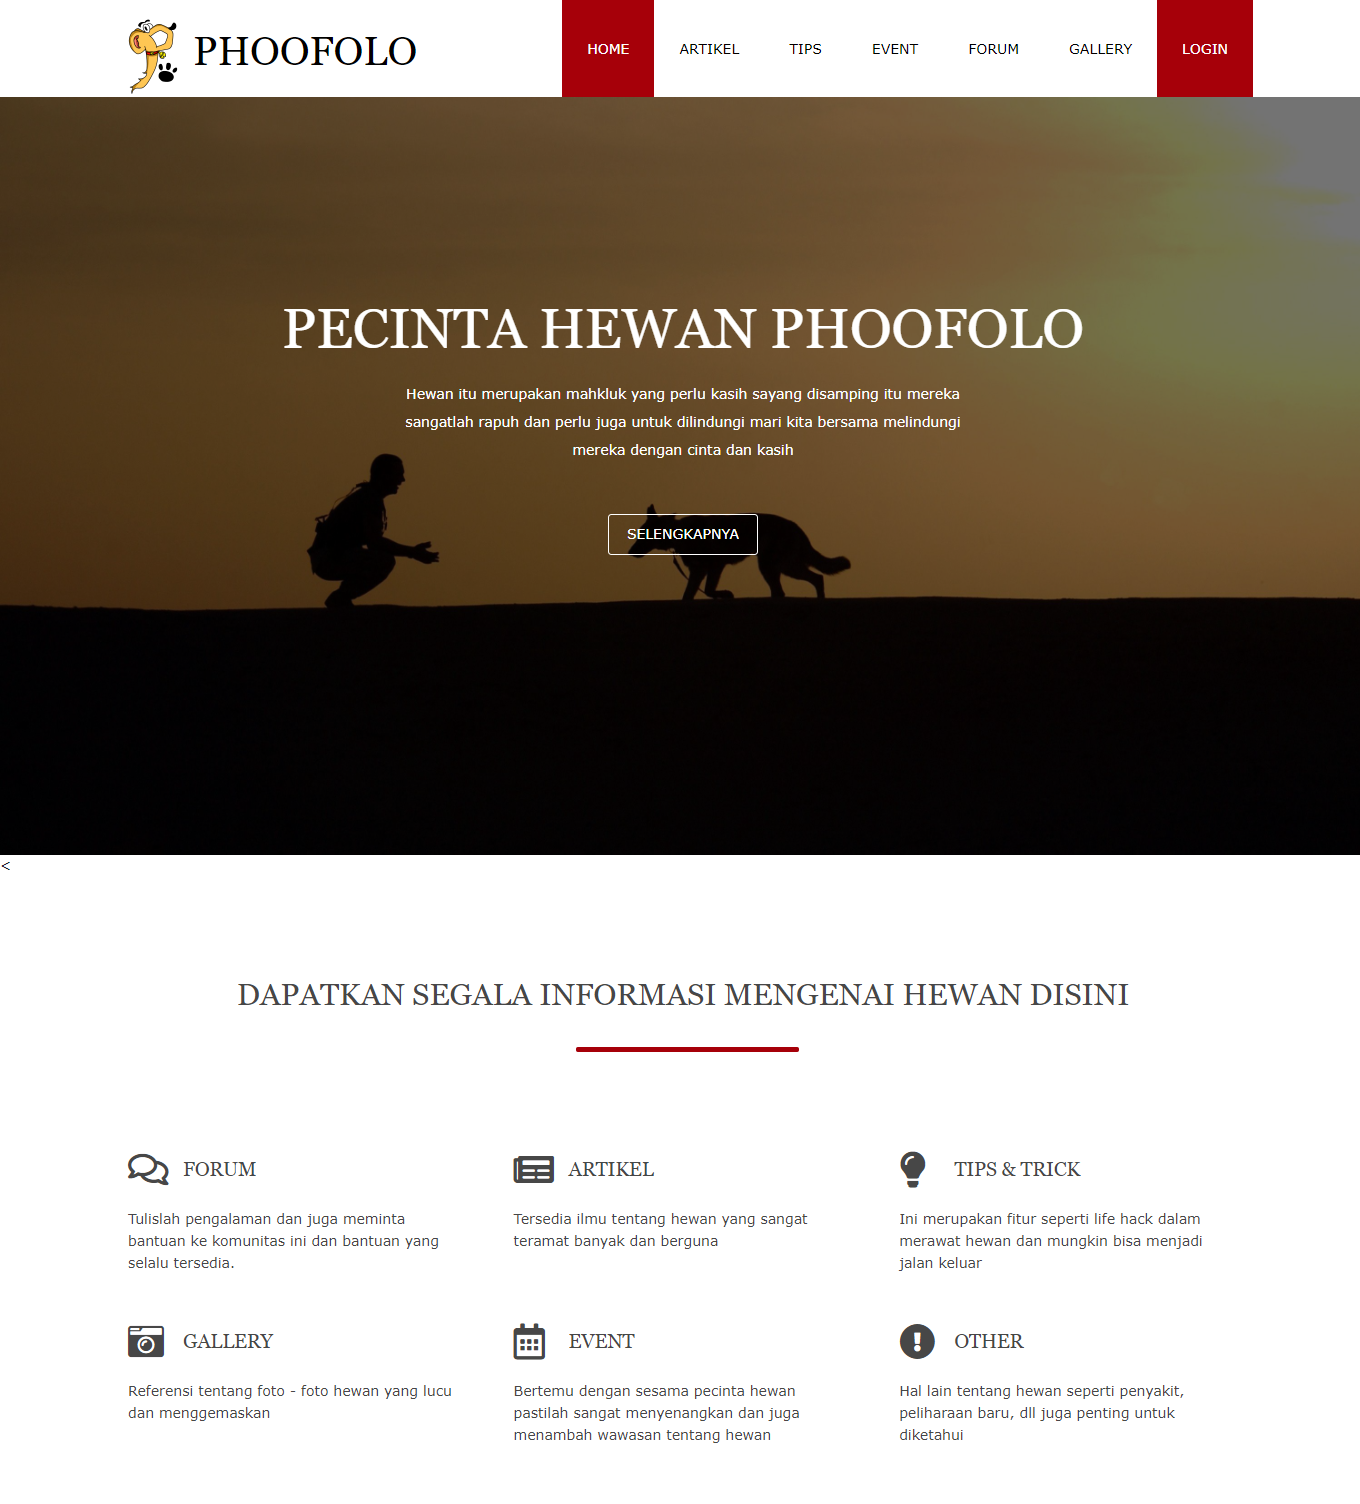 PHOOFOLO
HOME ARTIKEL TIPS EVENT FORUM GALLERY LOGIN
PECINTA HEWAN PHOOFOLO
Hewan itu merupakan mahkluk yang perlu kasih sayang disamping itu mereka
sangatlah rapuh dan perlu juga untuk dilindungi mari kita bersama melindungi
mereka dengan cinta dan kasih
SELENGKAPNYA
<
DAPATKAN SEGALA INFORMASI MENGENAI HEWAN DISINI
FORUM
Tulislah pengalaman dan juga meminta
bantuan ke komunitas ini dan bantuan yang
selalu tersedia.
ARTIKEL
Tersedia ilmu tentang hewan yang sangat
teramat banyak dan berguna
TIPS & TRICK
Ini merupakan fitur seperti life hack dalam
merawat hewan dan mungkin bisa menjadi
jalan keluar
GALLERY
Referensi tentang foto - foto hewan yang lucu
dan menggemaskan
EVENT
Bertemu dengan sesama pecinta hewan
pastilah sangat menyenangkan dan juga
menambah wawasan tentang hewan
OTHER
Hal lain tentang hewan seperti penyakit,
peliharaan baru, dll juga penting untuk
diketahui